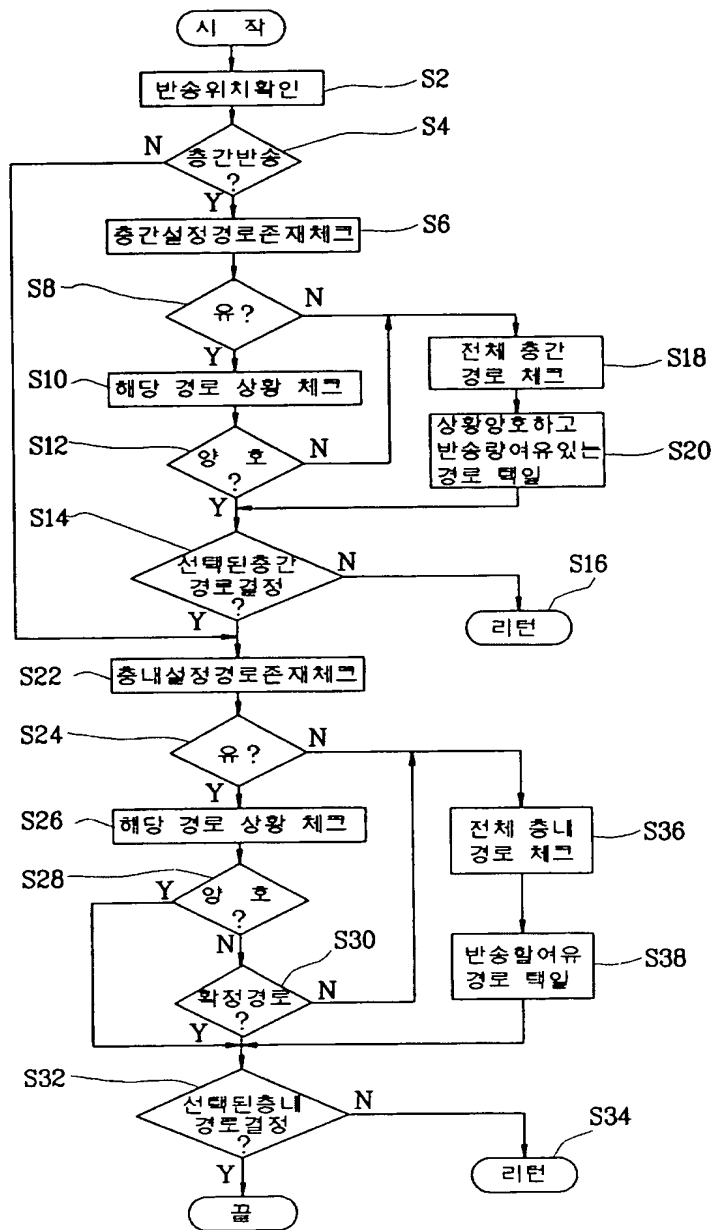 시 작
반송위치확인
S2
층간반송
?
S4
N
Y
층간설정경로존재체크
S6
S8
유?
N
Y
S10
해당 경로 상황 체크
전체 층간
경로 체크
S18
S12
양 호
?
N
Y
상황양호하고
반송량여유있는
경로 택일
S20
S14
선택된층간
경로결정
?
N
Y
S16
리턴
S22
층내설정경로존재체크
S24
유?
N
Y
S26
해당 경로 상황 체크
전체 층내
경로 체크
S36
S28
Y
양 호
?
N
S30
확정경로
?
N
Y
반송할여유
경로 택일
S38
S32
선택된층내
경로결정
?
N
Y
S34
리턴
끝